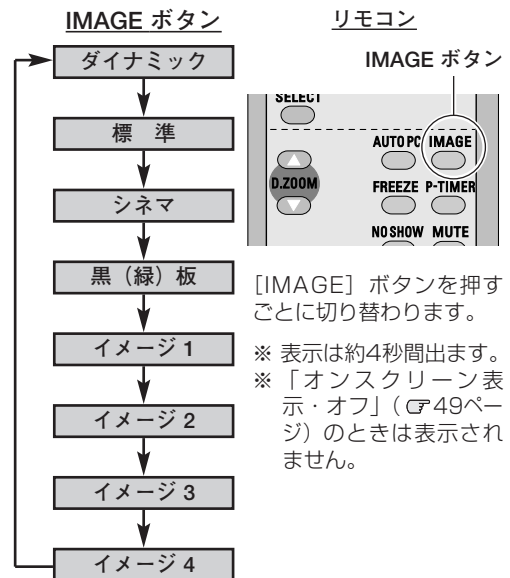 IMAGE ボタン
ダイナミック
標 準
シネマ
黒（緑）板
イメージ 1
イメージ 2
イメージ 3
イメージ 4
リモコン
IMAGE ボタン
SELECT
AUTO PC IMAGE
D.ZOOM
FREEZE P-TIMER
NO SHOW MUTE
［IMAGE］ボタンを押す
ごとに切り替わります。
※ 表示は約4秒間出ます。
※「オンスクリーン表
示・オフ」（☞49ペー
ジ）のときは表示され
ません。